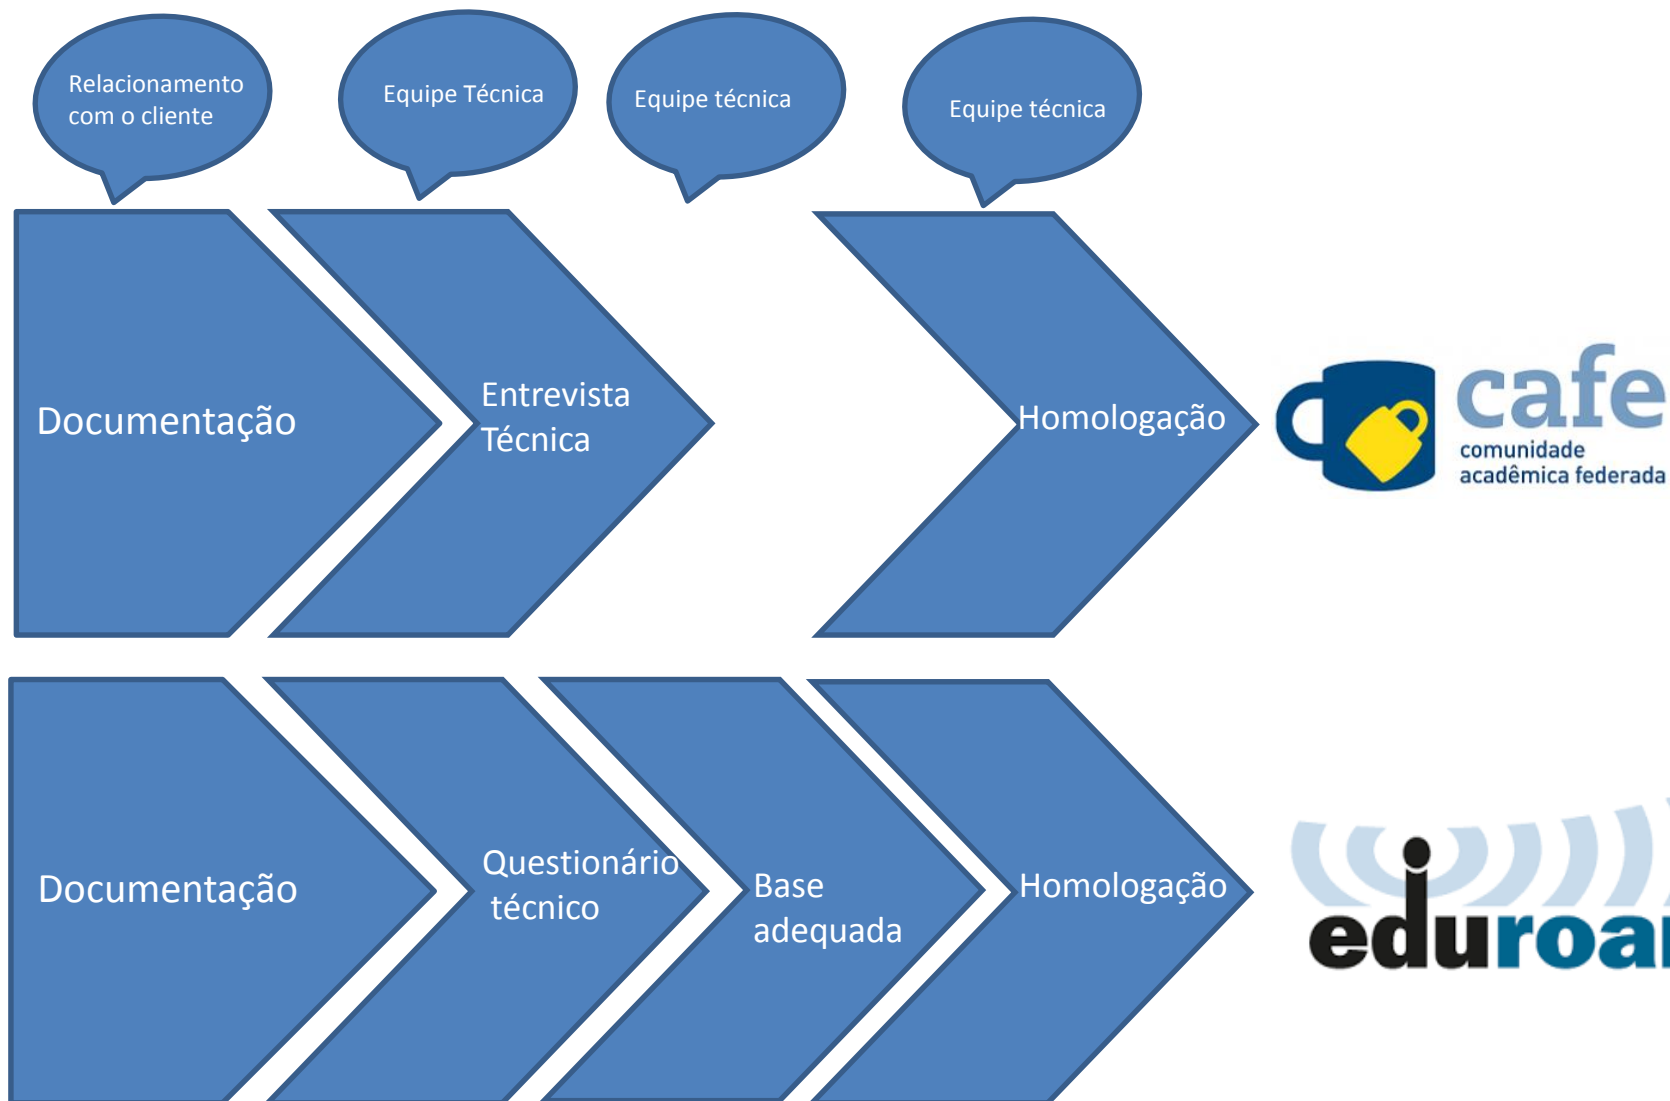 Relacionamento
com o cliente
Equipe Técnica
Equipe técnica
Equipe técnica
Documentação
Entrevista
Técnica
Homologação
cafe
comunidade
acadêmica federada
Documentação
Questionário
técnico
Base
adequada
Homologação